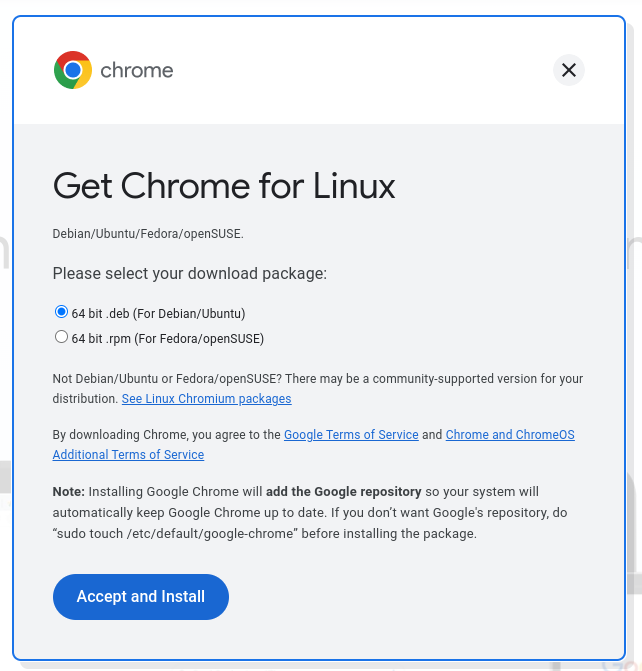 chrome
Get Chrome for Linux
Debian/Ubuntu/Fedora/openSUSE.
Please select your download package:
64 bit .deb (For Debian/Ubuntu)
64 bit .rpm (For Fedora/openSUSE)
Not Debian/Ubuntu or Fedora/openSUSE? There may be a community-supported version for your
distribution. See Linux Chromium packages
By downloading Chrome, you agree to the Google Terms of Service and Chrome and ChromeOS
Additional Terms of Service
Note: Installing Google Chrome will add the Google repository so your system will
automatically keep Google Chrome up to date. If you don't want Google's repository, do
“sudo touch /etc/default/google-chrome” before installing the package.
Accept and Install